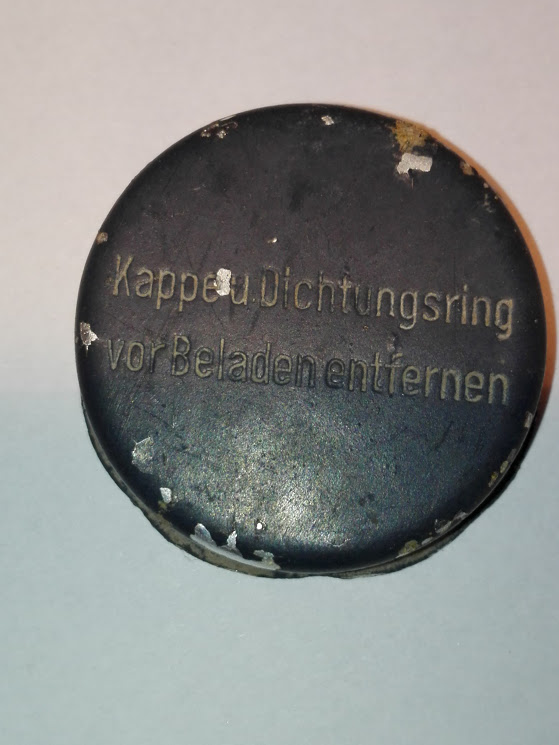 Kappe u. Dichtungsring
vor Beladen entfernen